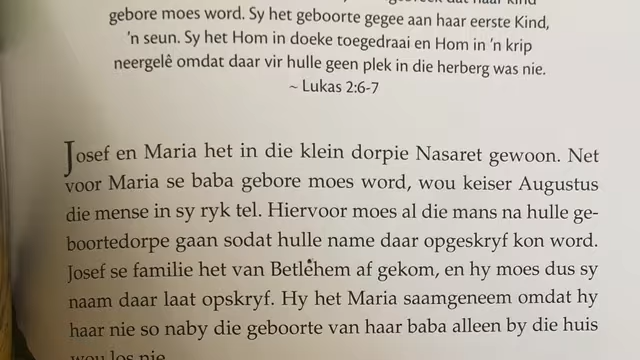 dat haar kind
gebore moes word. Sy het geboorte gegee aan haar eerste Kind,
'n seun. Sy het Hom in doeke toegedraai en Hom in 'n krip
neergelê omdat daar vir hulle geen plek in die herberg was nie.
~ Lukas 2:6-7
Josef en Maria het in die klein dorpie Nasaret gewoon. Net
voor Maria se baba gebore moes word, wou keiser Augustus
die mense in sy ryk tel. Hiervoor moes al die mans na hulle ge-
boortedorpe gaan sodat hulle name daar opgeskryf kon word.
Josef se familie het van Betlehem af gekom, en hy moes dus sy
naam daar laat opskryf. Hy het Maria saamgeneem omdat hy
haar nie so naby die geboorte van haar baba alleen by die huis
wou los nie.